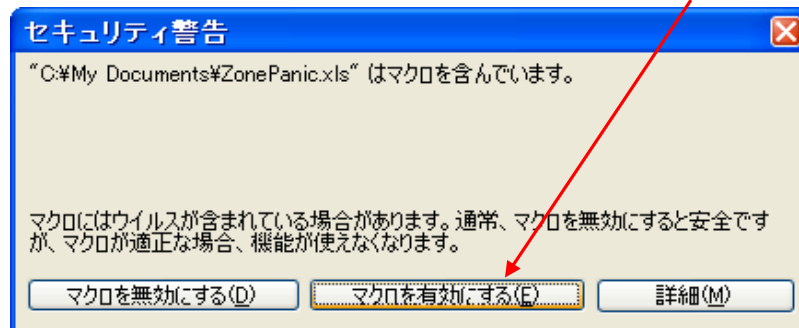 セキュリティ警告
"C:¥My Documents¥ZonePanic.xls" はマクロを含んでいます。
マクロにはウイルスが含まれている場合があります。通常、マクロを無効にすると安全です
が、マクロが適正な場合、機能が使えなくなります。
マクロを無効にする(D) マクロを有効にする(E) 詳細(M)